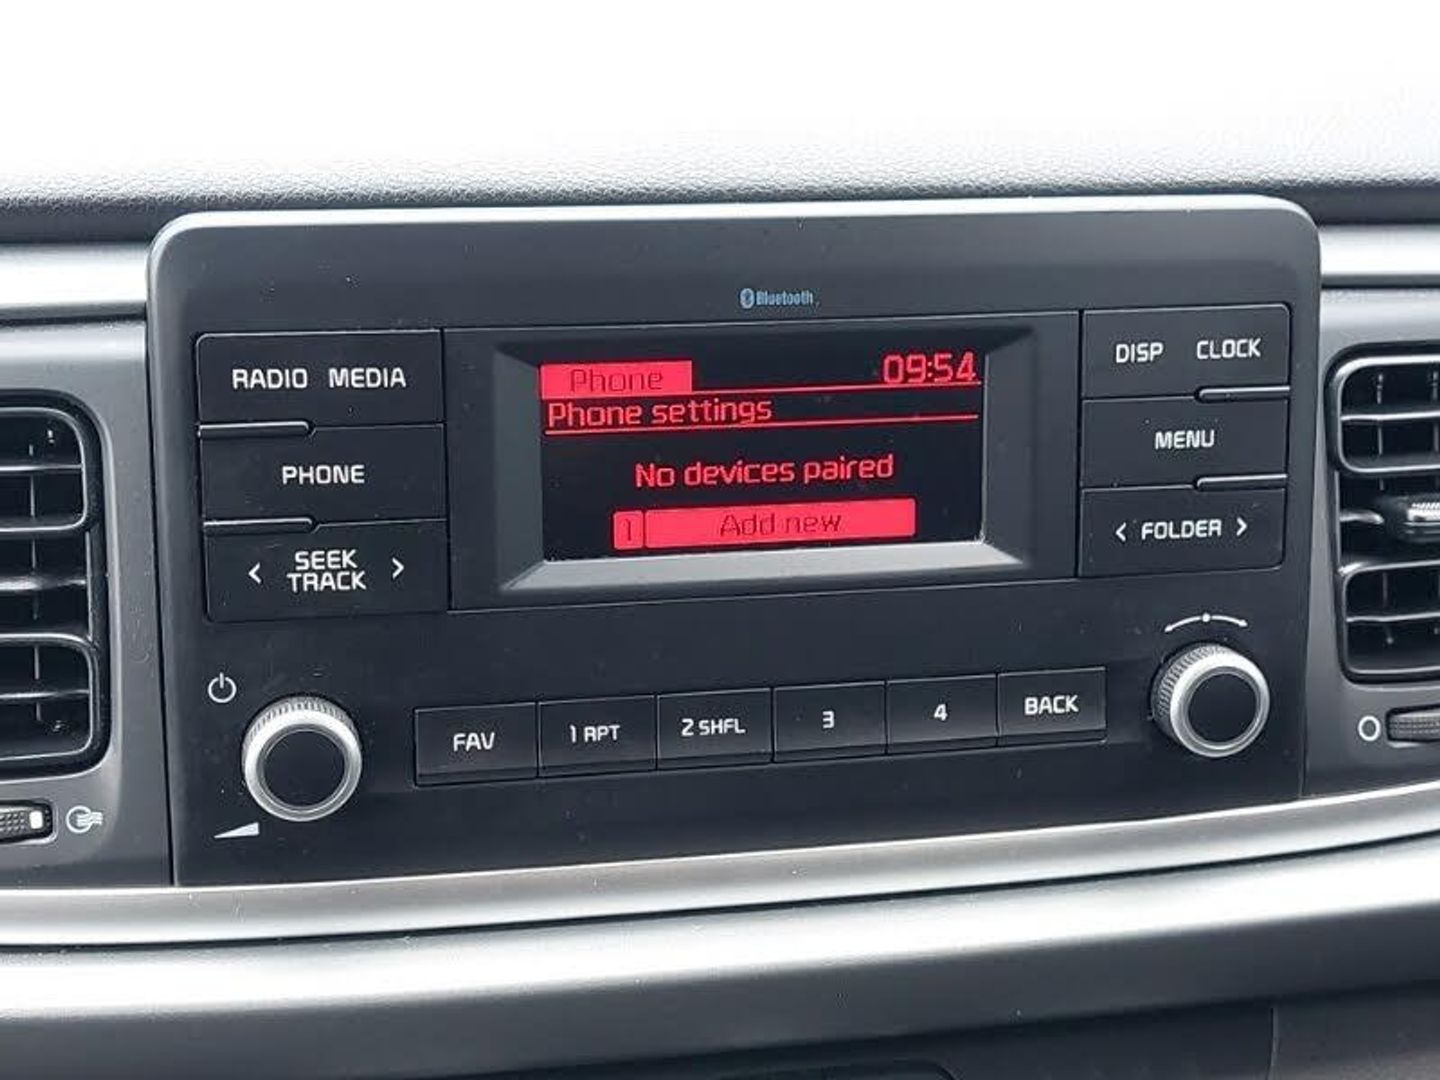 Bluetooth
RADIO MEDIA
PHONE
< SEEK TRACK >
Phone 09:54
Phone settings
No devices paired
1 Add new
DISP CLOCK
MENU
< FOLDER >
FAV 1 RPT 2 SHFL 3 4 BACK